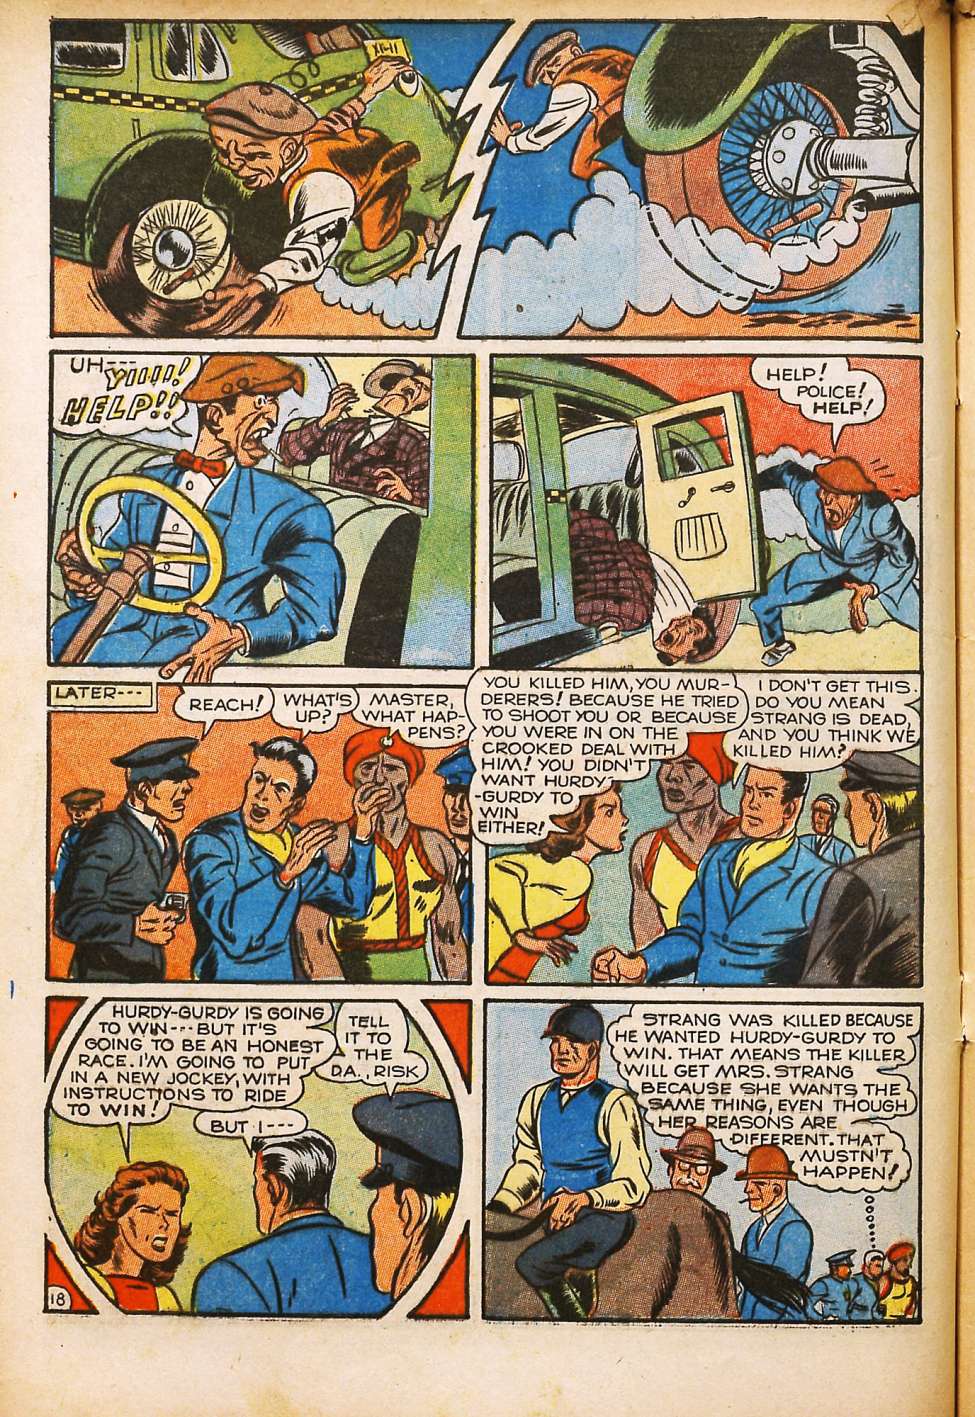 XII-11
UH----
YIIII!
HELP!!
HELP!
POLICE!
HELP!
LATER---
REACH!
WHAT'S
UP?
MASTER,
WHAT HAP-
PENS?
YOU KILLED HIM, YOU MUR-
DERERS! BECAUSE HE TRIED
TO SHOOT YOU OR BECAUSE
YOU WERE IN ON THE
CROOKED DEAL WITH
HIM! YOU DIDN'T
WANT HURDY-
-GURDY TO
WIN
EITHER!
I DON'T GET THIS.
DO YOU MEAN
STRANG IS DEAD,
AND YOU THINK WE
KILLED HIM?
HURDY-GURDY IS GOING
TO WIN---BUT IT'S
GOING TO BE AN HONEST
RACE. I'M GOING TO PUT
IN A NEW JOCKEY, WITH
INSTRUCTIONS TO RIDE
TO WIN!
BUT I----
TELL
IT TO
THE
D.A., RISK
18
STRANG WAS KILLED BECAUSE
HE WANTED HURDY-GURDY TO
WIN. THAT MEANS THE KILLER
WILL GET MRS. STRANG
BECAUSE SHE WANTS THE
SAME THING, EVEN THOUGH
HER REASONS ARE
DIFFERENT. THAT
MUSTN'T
HAPPEN!